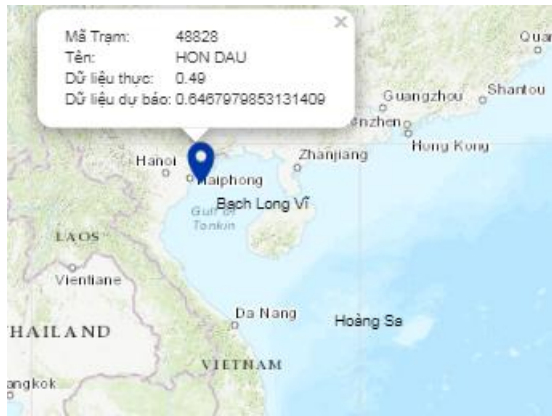 ×
Mã Trạm: 48828
Tên: HON DAU
Dữ liệu thực: 0.49
Dữ liệu dự báo: 0.6467979853131409
Quan
Guangzhou
Shantou
nzhen
Hong Kong
Hanoi
Zhanjiang
Haiphong
Bạch Long Vĩ
Gulf of
Tonkin
LAOS
Vientiane
Da Nang
Hoàng Sa
HAILAND
VIETNAM
angkok